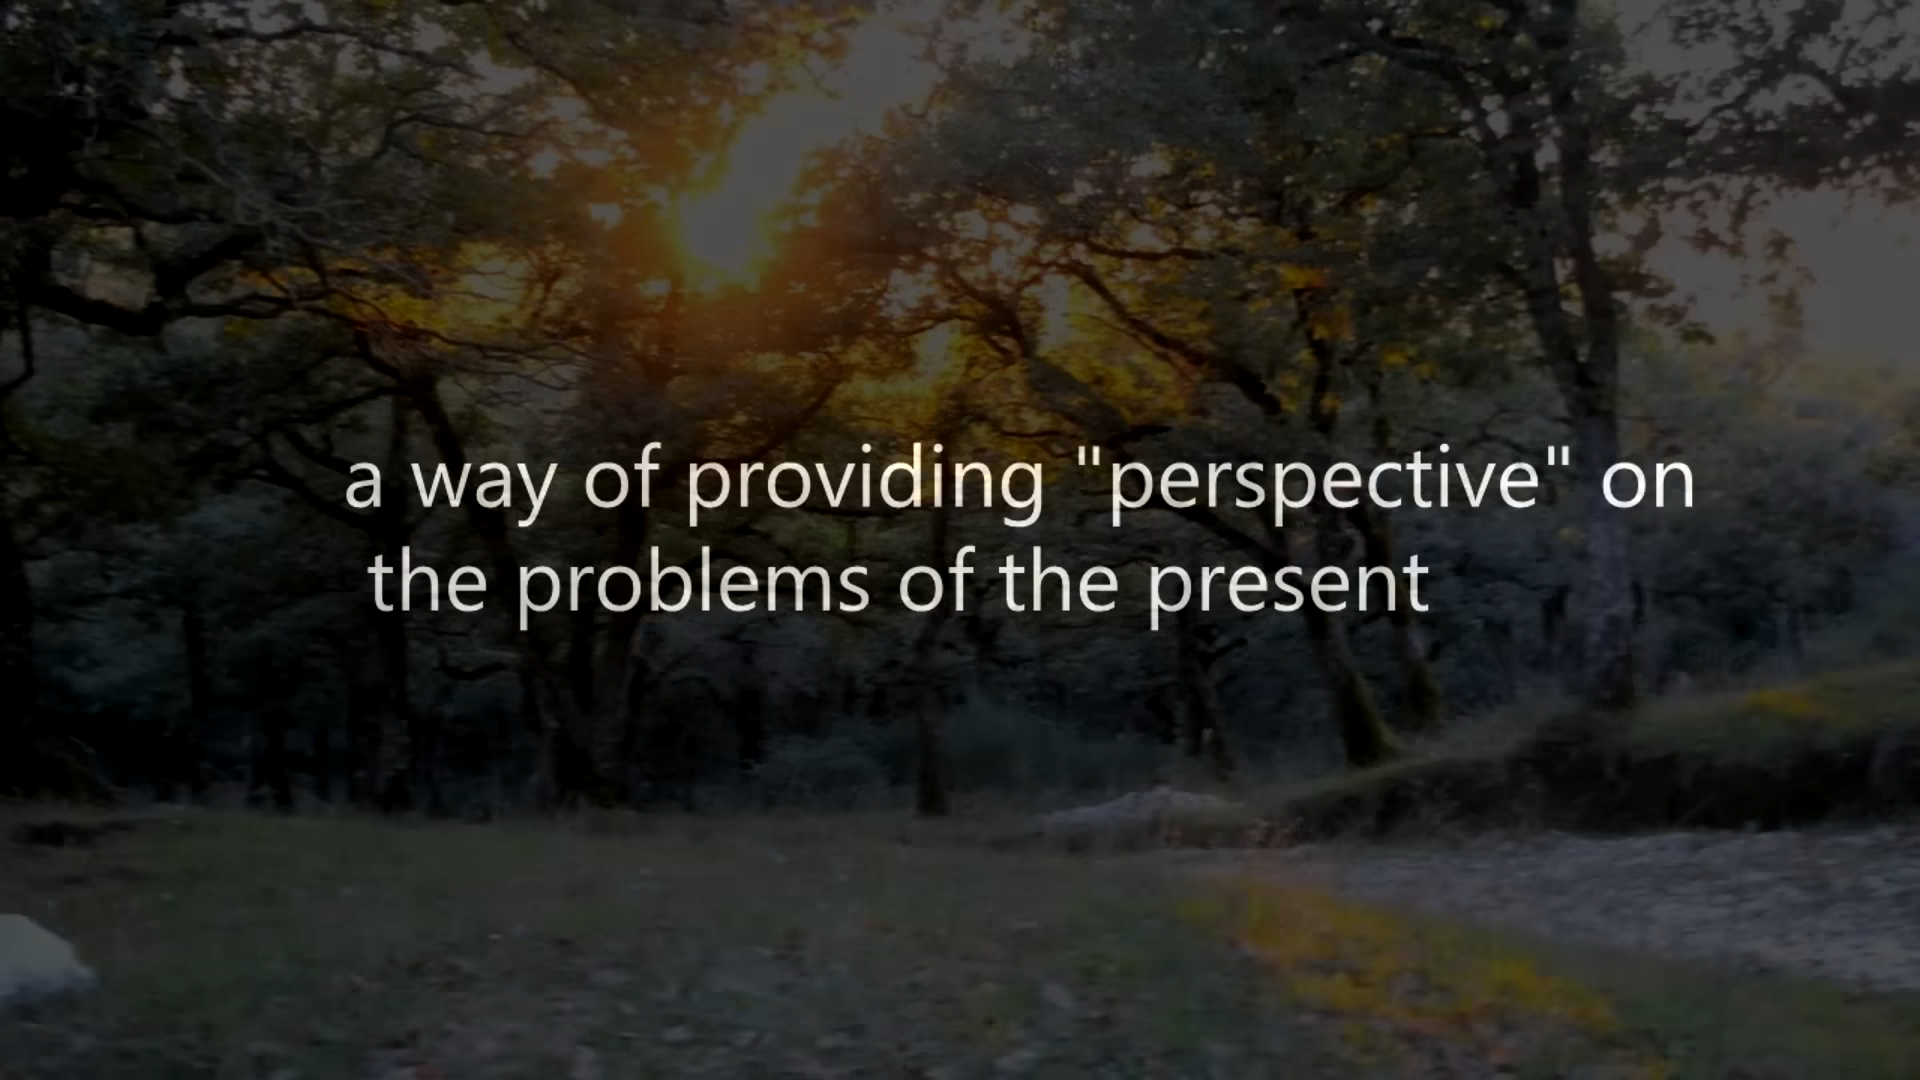 a way of providing "perspective" on
the problems of the present